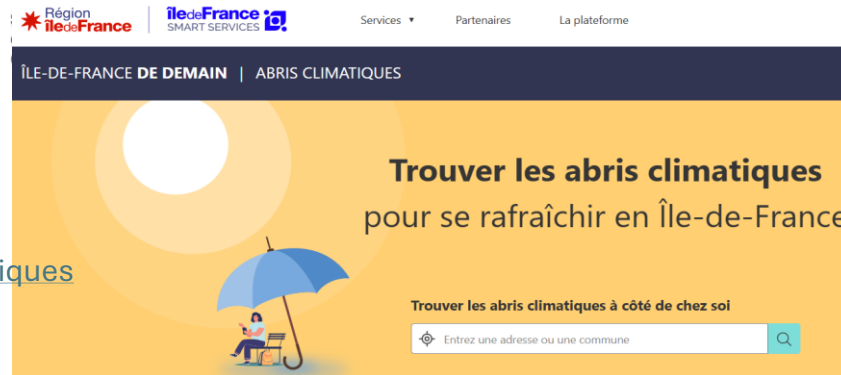 Région
îledeFrance
îledeFrance
SMART SERVICES
Services ▼
Partenaires
La plateforme
ÎLE-DE-FRANCE DE DEMAIN | ABRIS CLIMATIQUES
Trouver les abris climatiques
pour se rafraîchir en Île-de-France
iques
Trouver les abris climatiques à côté de chez soi
Entrez une adresse ou une commune